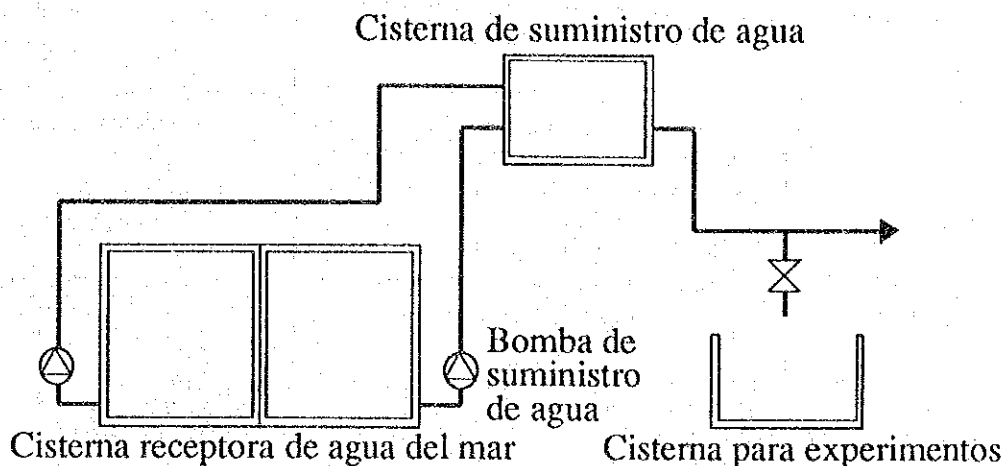 Cisterna de suministro de agua
Bomba de
suministro
de agua
Cisterna receptora de agua del mar
Cisterna para experimentos